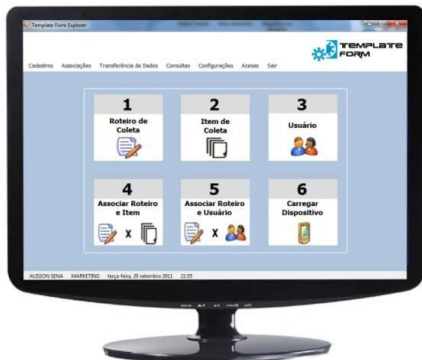 Template Form Explorer
TEMPLATE
FORM
Cadastros Associações Transferência de Dados Consultas Configurações Acesso Sair
1
Roteiro de
Coleta
2
Item de
Coleta
3
Usuário
4
Associar Roteiro
e Item
X
5
Associar Roteiro
e Usuário
X
6
Carregar
Dispositivo
ALISSON SENA MARKETING terça-feira, 20 setembro 2011 21:55